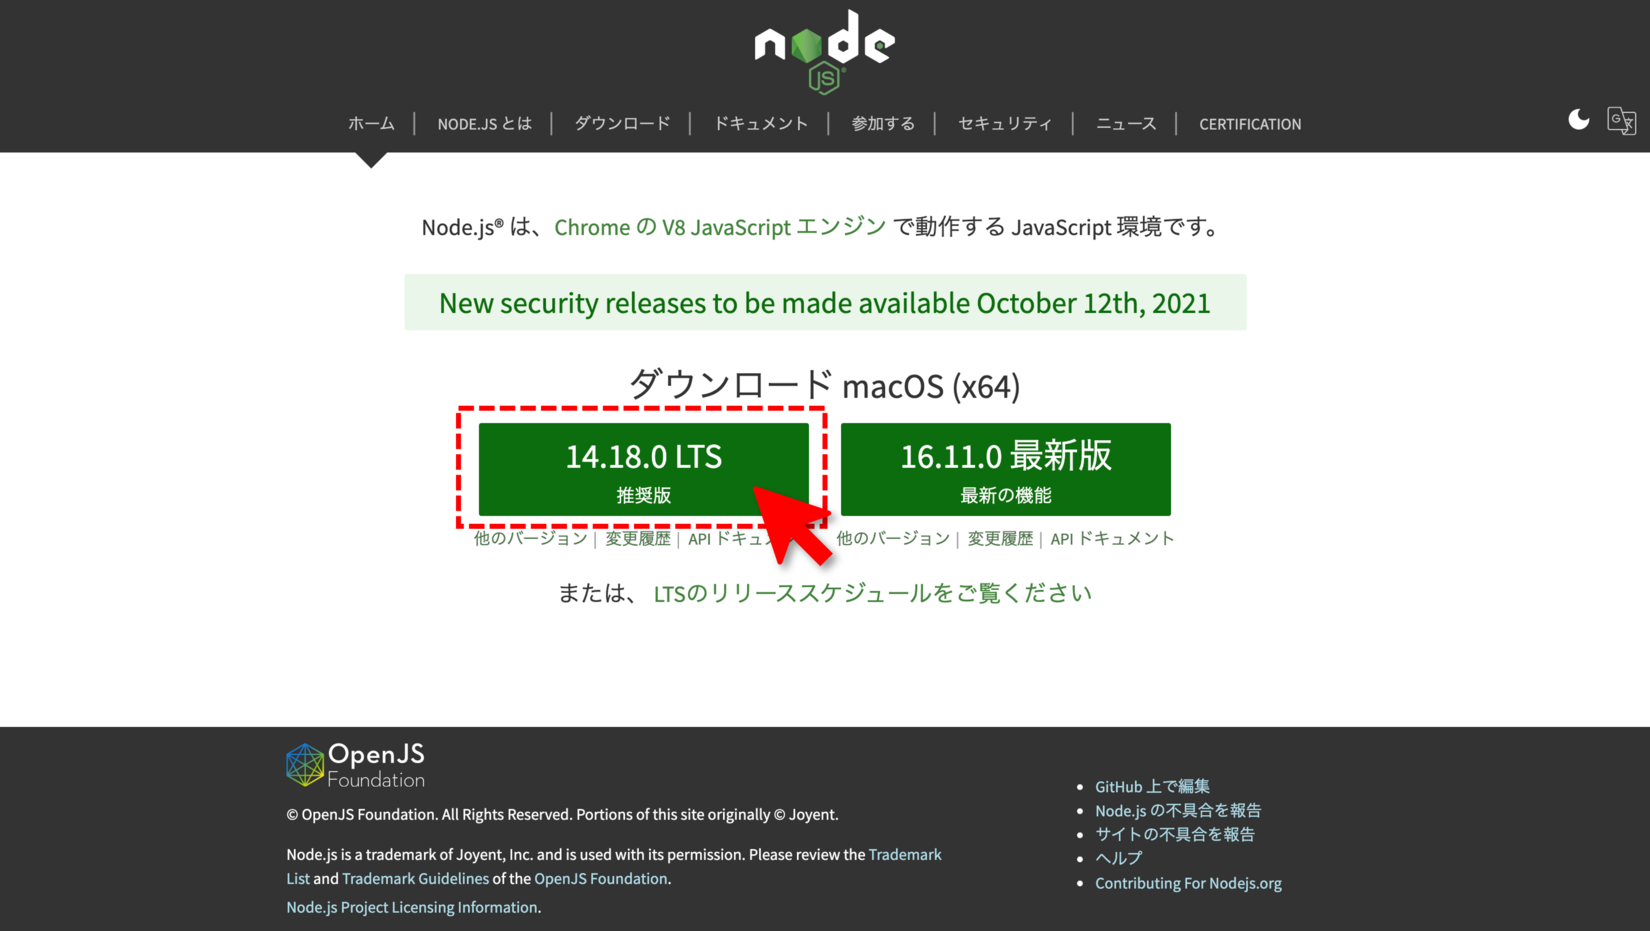 node
JS
ホーム | NODE.JS とは | ダウンロード | ドキュメント | 参加する | セキュリティ | ニュース | CERTIFICATION
Node.js® は、Chrome の V8 JavaScript エンジン で動作する JavaScript 環境です。
New security releases to be made available October 12th, 2021
ダウンロード macOS (x64)
14.18.0 LTS
推奨版
他のバージョン | 変更履歴 | API ドキュメ
16.11.0 最新版
最新の機能
他のバージョン | 変更履歴 | API ドキュメント
または、 LTSのリリーススケジュールをご覧ください
OpenJS
Foundation
© OpenJS Foundation. All Rights Reserved. Portions of this site originally © Joyent.
Node.js is a trademark of Joyent, Inc. and is used with its permission. Please review the Trademark
List and Trademark Guidelines of the OpenJS Foundation.
Node.js Project Licensing Information.
GitHub 上で編集
Node.js の不具合を報告
サイトの不具合を報告
ヘルプ
Contributing For Nodejs.org